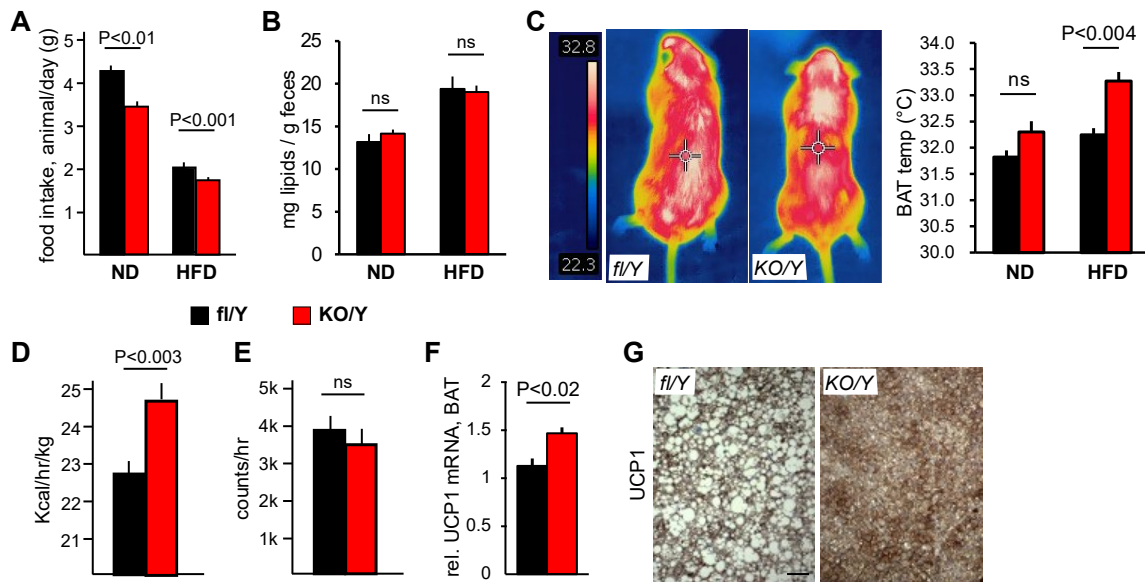 A
food intake, animal/day (g)
5
4
3
2
1
P<0.01
P<0.001
ND HFD
B
mg lipids / g feces
25
20
15
10
5
0
ns
ns
ND HFD
C
32.8
22.3
fl/Y
KO/Y
BAT temp (°C)
34.0
33.5
33.0
32.5
32.0
31.5
31.0
30.5
30.0
ns
P<0.004
ND HFD
fl/Y KO/Y
D
Kcal/hr/kg
25
24
23
22
21
P<0.003
E
counts/hr
5k
4k
3k
2k
1k
ns
F
rel. UCP1 mRNA, BAT
2
1.5
1
0.5
0
P<0.02
G
UCP1
fl/Y
KO/Y